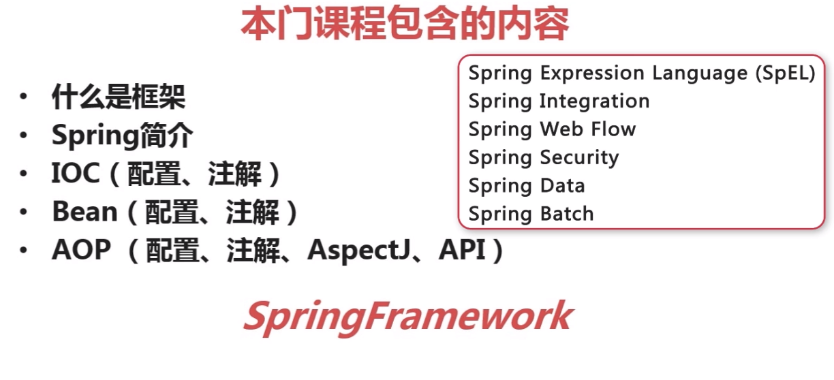 本门课程包含的内容
• 什么是框架
• Spring简介
• IOC（配置、注解）
• Bean（配置、注解）
• AOP （配置、注解、AspectJ、API）
Spring Expression Language (SpEL)
Spring Integration
Spring Web Flow
Spring Security
Spring Data
Spring Batch
SpringFramework